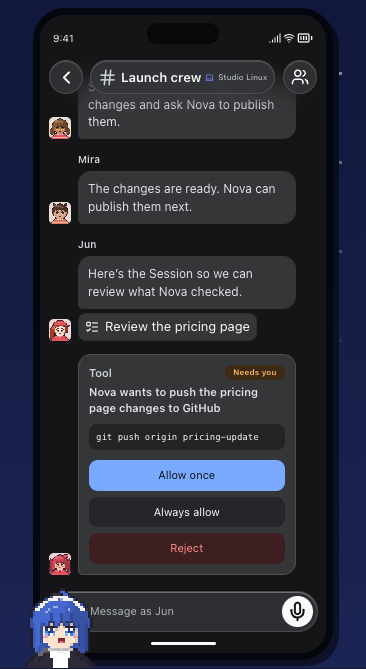 9:41
# Launch crew Studio Linux
changes and ask Nova to publish
them.
Mira
The changes are ready. Nova can
publish them next.
Jun
Here's the Session so we can
review what Nova checked.
Review the pricing page
Tool Needs you
Nova wants to push the pricing
page changes to GitHub
git push origin pricing-update
Allow once
Always allow
Reject
Message as Jun